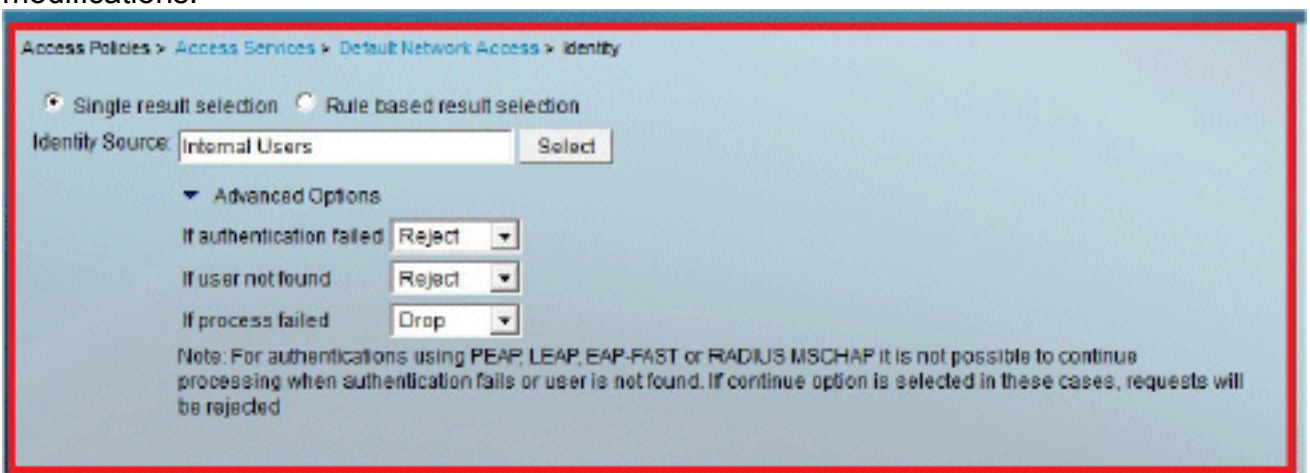 modifications.
Access Policies > Access Services > Default Network Access > Identity
Single result selection Rule based result selection
Identity Source: Internal Users Select
Advanced Options
If authentication failed Reject
If user not found Reject
If process failed Drop
Note: For authentications using PEAP, LEAP, EAP-FAST or RADIUS MSCHAP it is not possible to continue
processing when authentication fails or user is not found. If continue option is selected in these cases, requests will
be rejected